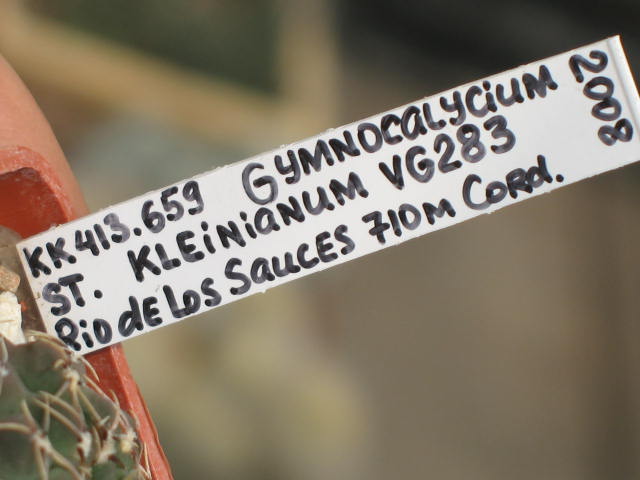 KK413.659 GYMNOCALYCIUM
ST. KLEINIANUM VG283
Rio dE LOS SAUCES 710M CORD.
2008